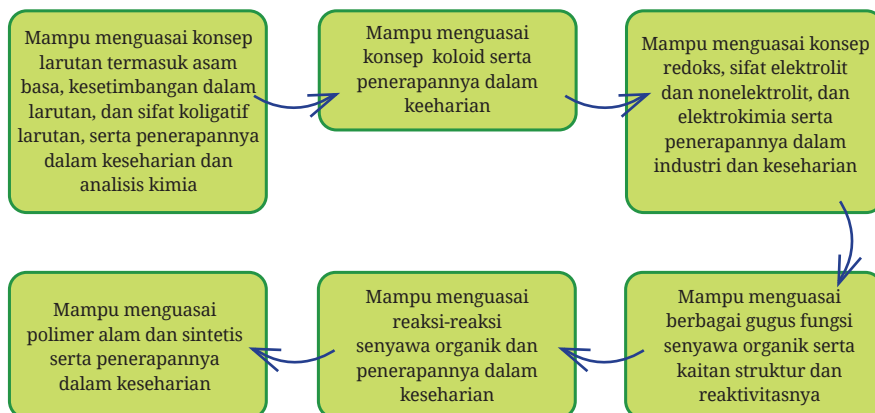 Mampu menguasai konsep
larutan termasuk asam
basa, kesetimbangan dalam
larutan, dan sifat koligatif
larutan, serta penerapannya
dalam keseharian dan
analisis kimia
Mampu menguasai
konsep koloid serta
penerapannya dalam
keeharian
Mampu menguasai konsep
redoks, sifat elektrolit
dan nonelektrolit, dan
elektrokimia serta
penerapannya dalam
industri dan keseharian
Mampu menguasai
berbagai gugus fungsi
senyawa organik serta
kaitan struktur dan
reaktivitasnya
Mampu menguasai
reaksi-reaksi
senyawa organik dan
penerapannya dalam
keseharian
Mampu menguasai
polimer alam dan sintetis
serta penerapannya
dalam keseharian